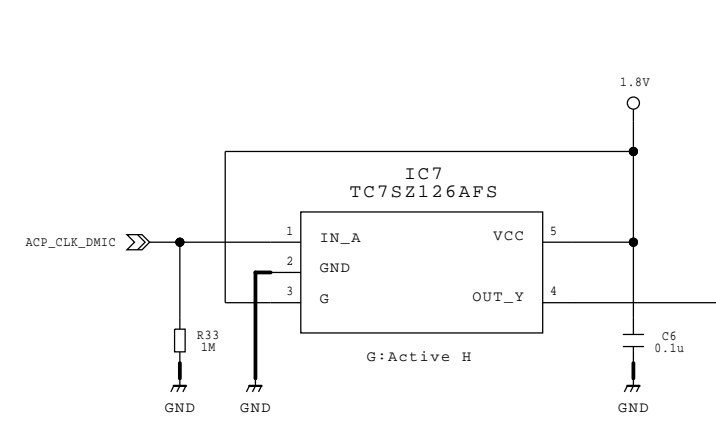 1.8V
IC7
TC7SZ126AFS
ACP_CLK_DMIC
1
IN_A
VCC
5
2
GND
3
G
OUT_Y
4
R33
1M
G:Active H
C6
0.1u
GND
GND
GND